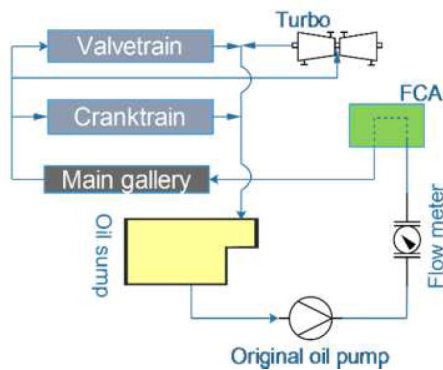 Turbo
Valvetrain
FCA
Cranktrain
Main gallery
Oil sump
Flow meter
Original oil pump